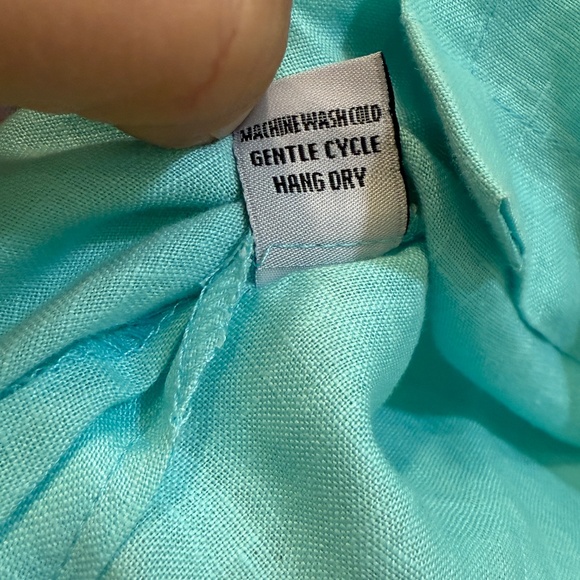 MACHINE WASH COLD
GENTLE CYCLE
HANG DRY